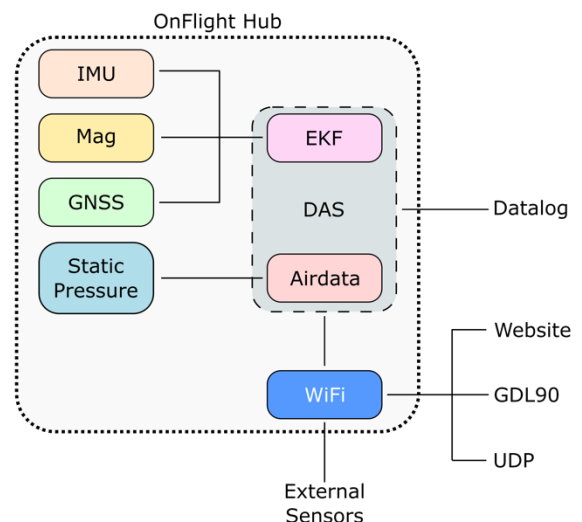 OnFlight Hub
IMU
Mag
EKF
GNSS
DAS
Datalog
Static
Pressure
Airdata
Website
WiFi
GDL90
UDP
External
Sensors